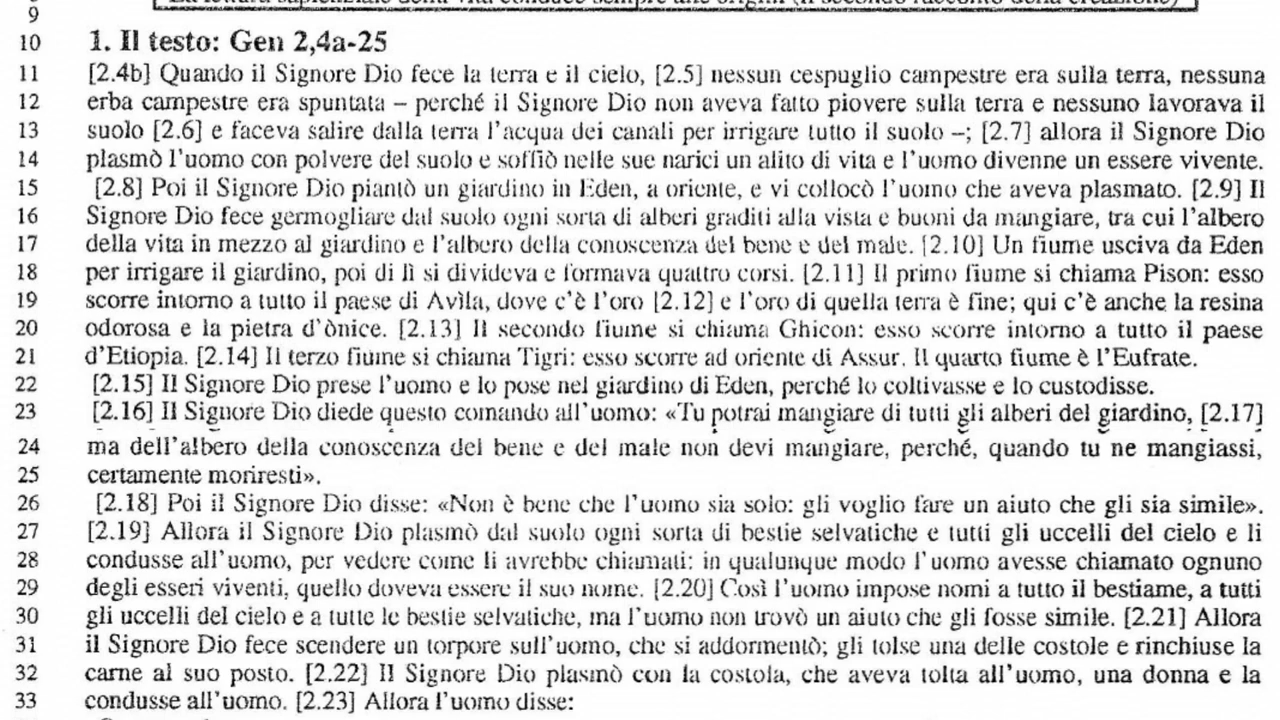 9
10 1. Il testo: Gen 2,4a-25
11 [2.4b] Quando il Signore Dio fece la terra e il cielo, [2.5] nessun cespuglio campestre era sulla terra, nessuna
12 erba campestre era spuntata – perché il Signore Dio non aveva fatto piovere sulla terra e nessuno lavorava il
13 suolo [2.6] e faceva salire dalla terra l'acqua dei canali per irrigare tutto il suolo –; [2.7] allora il Signore Dio
14 plasmò l'uomo con polvere del suolo e soffiò nelle sue narici un alito di vita e l'uomo divenne un essere vivente.
15 [2.8] Poi il Signore Dio piantò un giardino in Eden, a oriente, e vi collocò l'uomo che aveva plasmato. [2.9] Il
16 Signore Dio fece germogliare dal suolo ogni sorta di alberi graditi alla vista e buoni da mangiare, tra cui l'albero
17 della vita in mezzo al giardino e l'albero della conoscenza del bene e del male. [2.10] Un fiume usciva da Eden
18 per irrigare il giardino, poi di lì si divideva e formava quattro corsi. [2.11] Il primo fiume si chiama Pison: esso
19 scorre intorno a tutto il paese di Avìla, dove c'è l'oro [2.12] e l'oro di quella terra è fine; qui c'è anche la resina
20 odorosa e la pietra d'ònice. [2.13] Il secondo fiume si chiama Ghicon: esso scorre intorno a tutto il paese
21 d'Etiopia. [2.14] Il terzo fiume si chiama Tigri: esso scorre ad oriente di Assur. Il quarto fiume è l'Eufrate.
22 [2.15] Il Signore Dio prese l'uomo e lo pose nel giardino di Eden, perché lo coltivasse e lo custodisse.
23 [2.16] Il Signore Dio diede questo comando all'uomo: «Tu potrai mangiare di tutti gli alberi del giardino, [2.17]
24 ma dell'albero della conoscenza del bene e del male non devi mangiare, perché, quando tu ne mangiassi,
25 certamente moriresti».
26 [2.18] Poi il Signore Dio disse: «Non è bene che l'uomo sia solo: gli voglio fare un aiuto che gli sia simile».
27 [2.19] Allora il Signore Dio plasmò dal suolo ogni sorta di bestie selvatiche e tutti gli uccelli del cielo e li
28 condusse all'uomo, per vedere come li avrebbe chiamati: in qualunque modo l'uomo avesse chiamato ognuno
29 degli esseri viventi, quello doveva essere il suo nome. [2.20] Così l'uomo impose nomi a tutto il bestiame, a tutti
30 gli uccelli del cielo e a tutte le bestie selvatiche, ma l'uomo non trovò un aiuto che gli fosse simile. [2.21] Allora
31 il Signore Dio fece scendere un torpore sull'uomo, che si addormentò; gli tolse una delle costole e rinchiuse la
32 carne al suo posto. [2.22] Il Signore Dio plasmò con la costola, che aveva tolta all'uomo, una donna e la
33 condusse all'uomo. [2.23] Allora l'uomo disse: